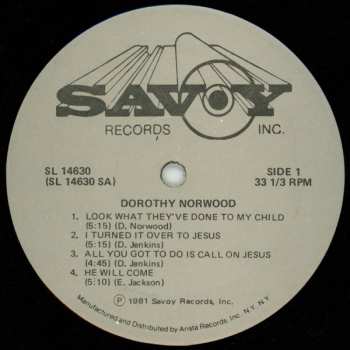 SAVOY
RECORDS INC.
SL 14630 SIDE 1
(SL 14630 SA) 33 1/3 RPM
DOROTHY NORWOOD
1. LOOK WHAT THEY'VE DONE TO MY CHILD
(5:15) (D. Norwood)
2. I TURNED IT OVER TO JESUS
(5:15) (D. Jenkins)
3. ALL YOU GOT TO DO IS CALL ON JESUS
(4:45) (D. Jenkins)
4. HE WILL COME
(5:10) (E. Jackson)
Ⓟ 1981 Savoy Records, Inc.
Manufactured and Distributed by Arista Records, Inc. N.Y. N.Y.